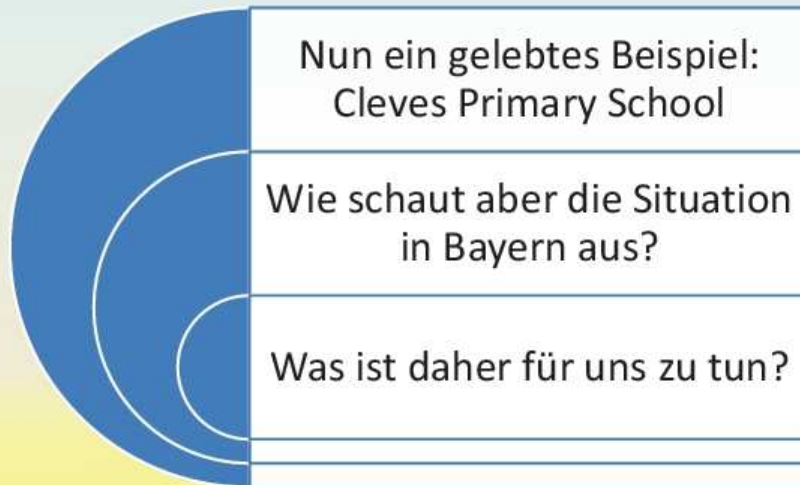 Nun ein gelebtes Beispiel:
Cleves Primary School
Wie schaut aber die Situation
in Bayern aus?
Was ist daher für uns zu tun?